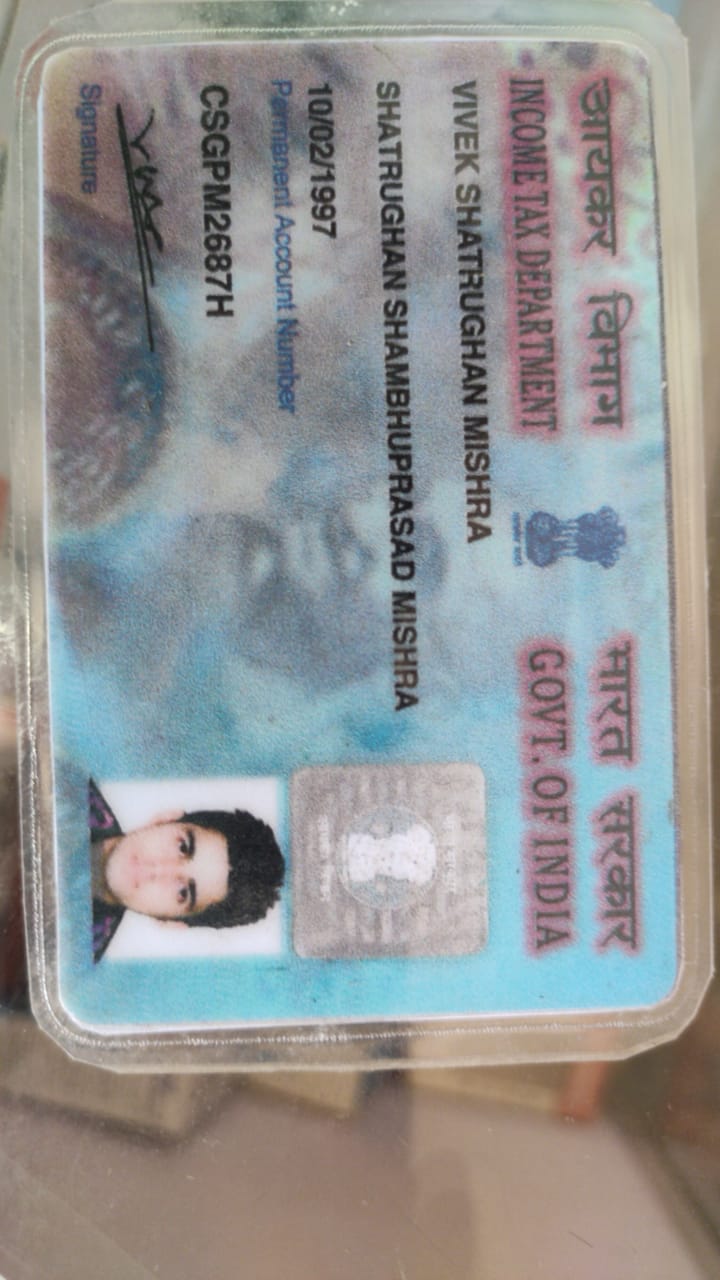 आयकर विभाग
INCOME TAX DEPARTMENT
भारत सरकार
GOVT. OF INDIA
VIVEK SHATRUGHAN MISHRA
SHATRUGHAN SHAMBHUPRASAD MISHRA
10/02/1997
Permanent Account Number
CSGPM2687H
Signature